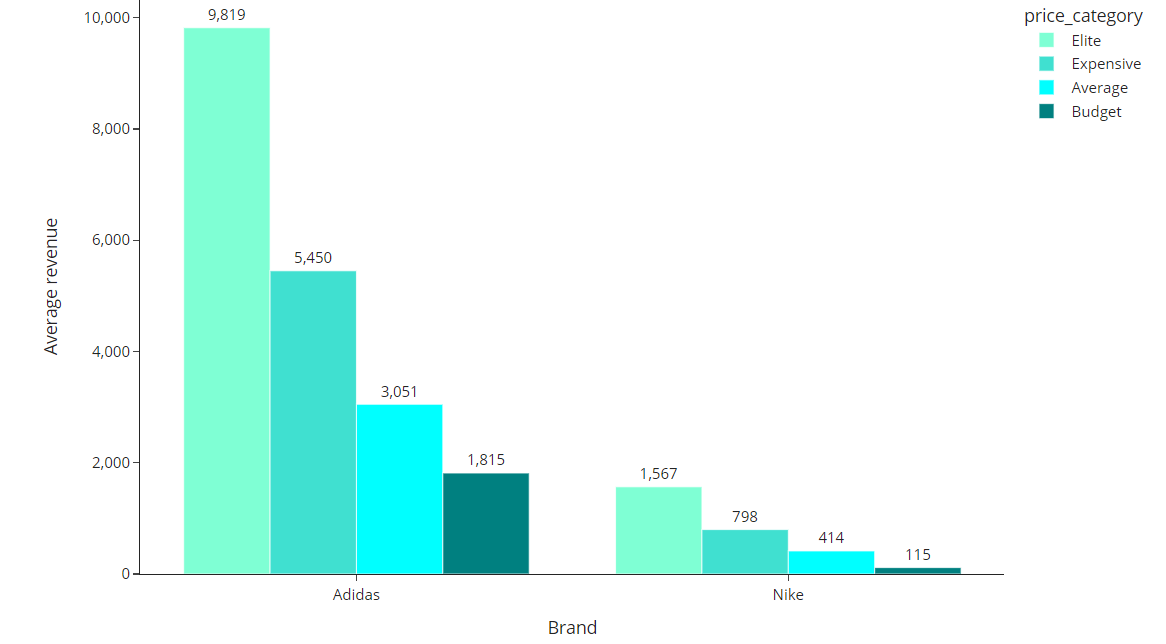 price_category
Elite
Expensive
Average
Budget
Average revenue
10,000
8,000
6,000
4,000
2,000
0
9,819
5,450
3,051
1,815
1,567
798
414
115
Adidas
Nike
Brand